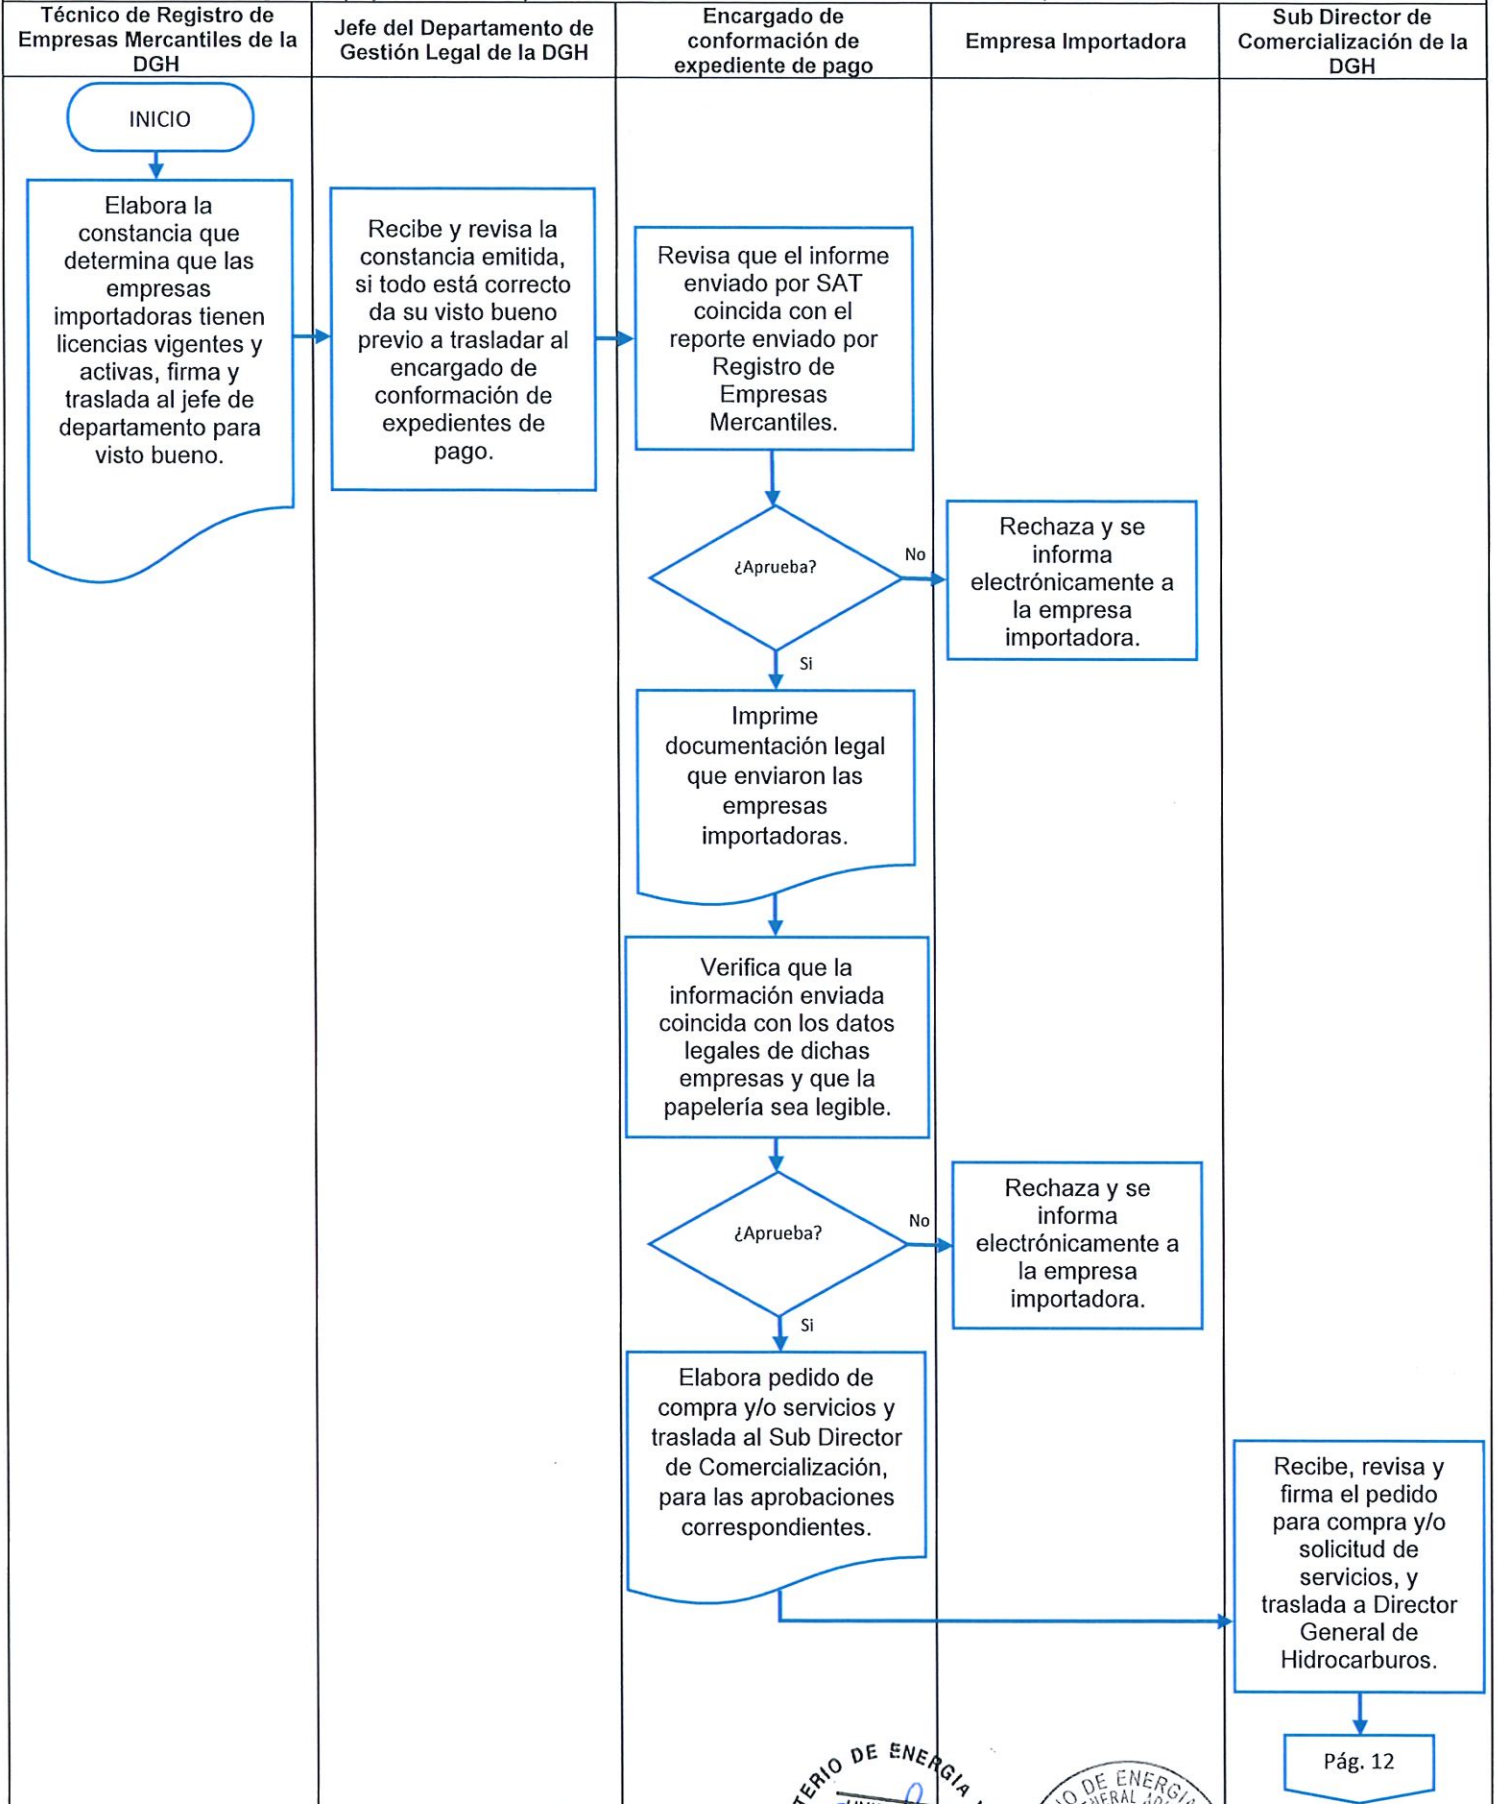 Técnico de Registro de
Empresas Mercantiles de la
DGH
Jefe del Departamento de
Gestión Legal de la DGH
Encargado de
conformación de
expediente de pago
Empresa Importadora
Sub Director de
Comercialización de la
DGH
INICIO
Elabora la
constancia que
determina que las
empresas
importadoras tienen
licencias vigentes y
activas, firma y
traslada al jefe de
departamento para
visto bueno.
Recibe y revisa la
constancia emitida,
si todo está correcto
da su visto bueno
previo a trasladar al
encargado de
conformación de
expedientes de
pago.
Revisa que el informe
enviado por SAT
coincida con el
reporte enviado por
Registro de
Empresas
Mercantiles.
¿Aprueba?
No
Rechaza y se
informa
electrónicamente a
la empresa
importadora.
Si
Imprime
documentación legal
que enviaron las
empresas
importadoras.
Verifica que la
información enviada
coincida con los datos
legales de dichas
empresas y que la
papelería sea legible.
¿Aprueba?
No
Rechaza y se
informa
electrónicamente a
la empresa
importadora.
Si
Elabora pedido de
compra y/o servicios y
traslada al Sub Director
de Comercialización,
para las aprobaciones
correspondientes.
Recibe, revisa y
firma el pedido
para compra y/o
solicitud de
servicios, y
traslada a Director
General de
Hidrocarburos.
Pág. 12
TERIO DE ENERGÍA
O DE ENERG